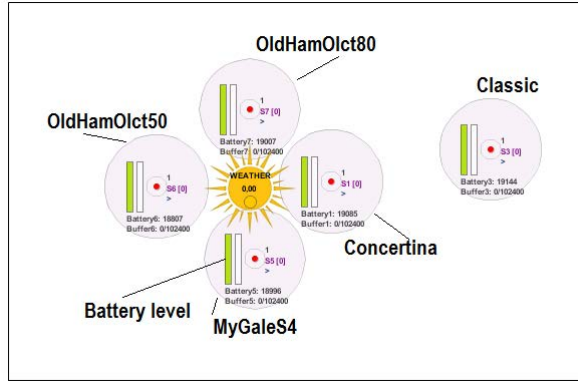 OldHamOlct80
Classic
OldHamOlct50
1
S7 [0]
>
Battery7: 19007
Buffer7: 0/102400
1
S3 [0]
>
Battery3: 19144
Buffer3: 0/102400
1
S6 [0]
>
Battery6: 18807
Buffer6: 0/102400
WEATHER
0,00
1
S1 [0]
>
Battery1: 19085
Buffer1: 0/102400
Concertina
1
S5 [0]
>
Battery5: 18996
Buffer5: 0/102400
Battery level
MyGaleS4